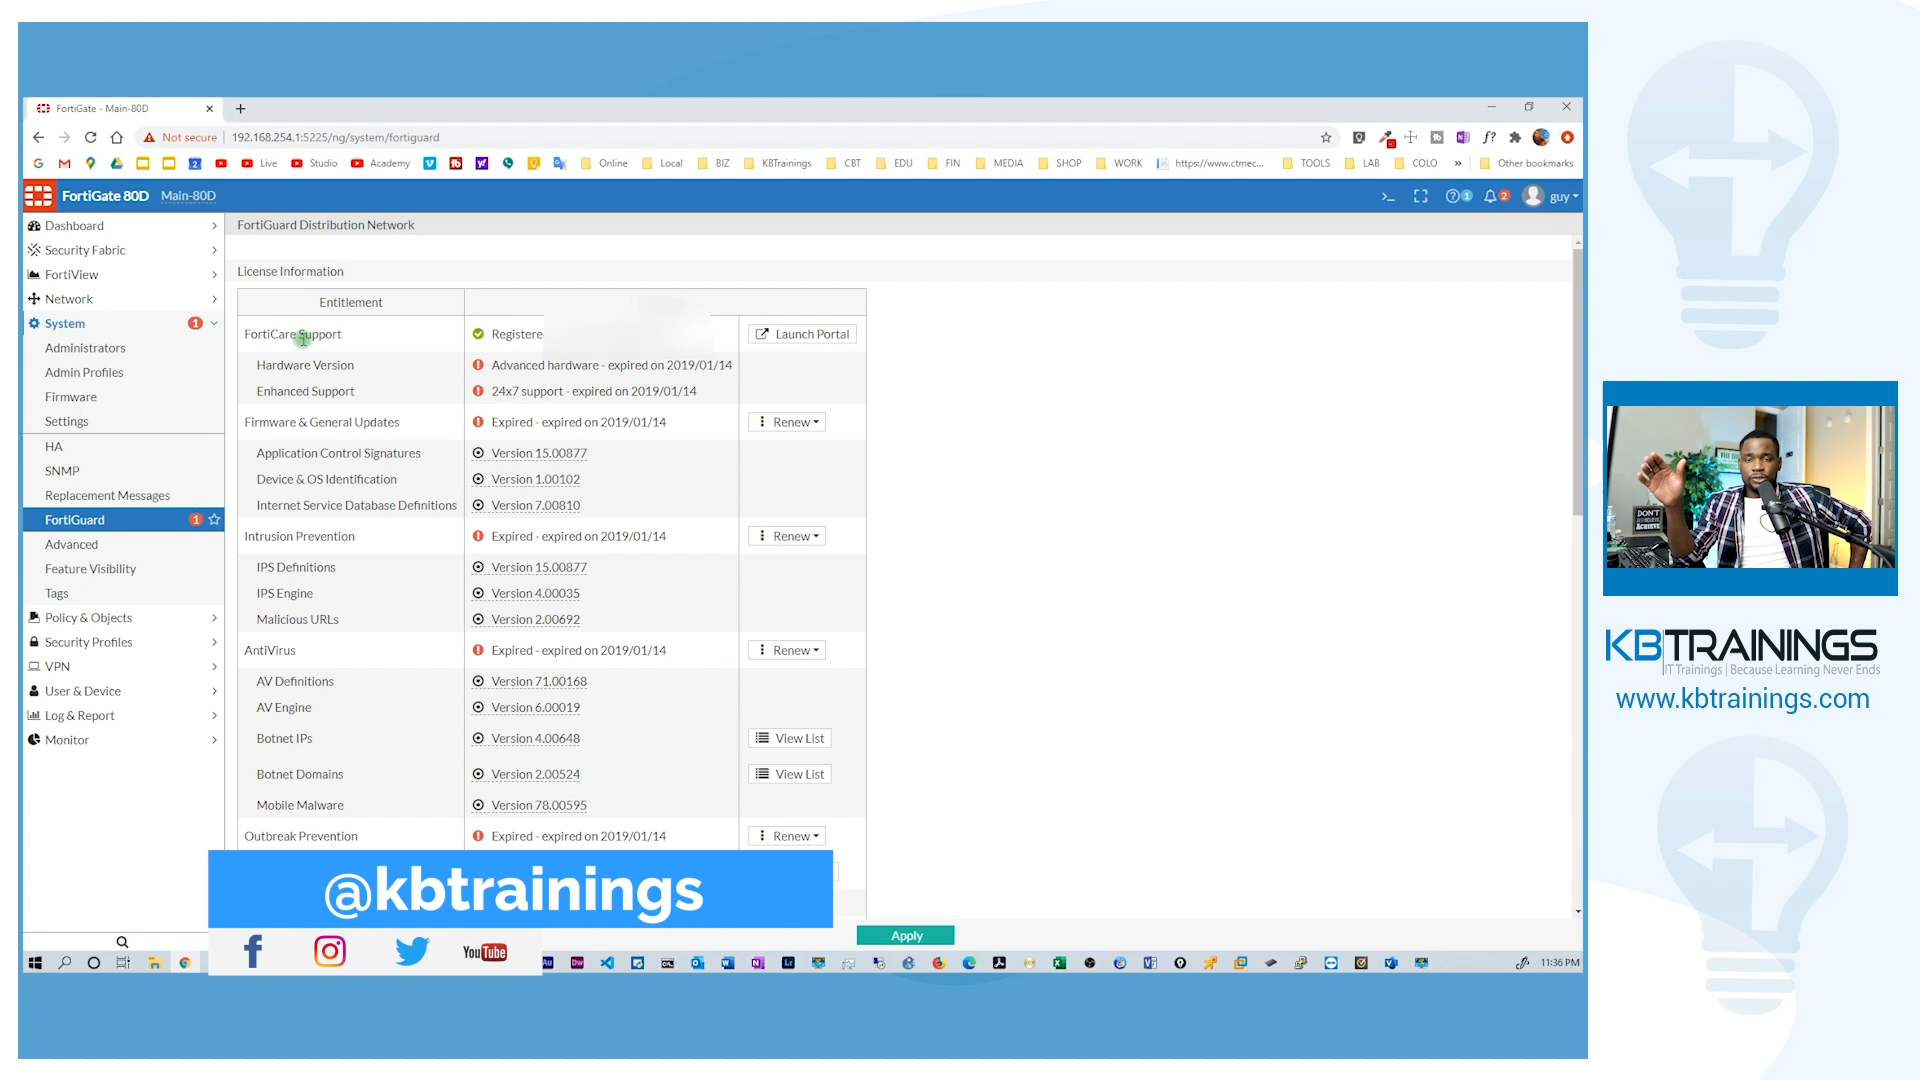 FortiGate - Main-80D
Not secure 192.168.254.1:5225/ng/system/fortiguard
Live Studio Academy Online Local BIZ KBTrainings CBT EDU FIN MEDIA SHOP WORK https://www.ctmec... TOOLS LAB COLO » Other bookmarks
FortiGate 80D Main-80D >_ 1 2 guy
Dashboard
Security Fabric
FortiView
Network
System 1
Administrators
Admin Profiles
Firmware
Settings
HA
SNMP
Replacement Messages
FortiGuard 1
Advanced
Feature Visibility
Tags
Policy & Objects
Security Profiles
VPN
User & Device
Log & Report
Monitor
FortiGuard Distribution Network
License Information
Entitlement
FortiCare Support Registere Launch Portal
Hardware Version Advanced hardware - expired on 2019/01/14
Enhanced Support 24x7 support - expired on 2019/01/14
Firmware & General Updates Expired - expired on 2019/01/14 Renew
Application Control Signatures Version 15.00877
Device & OS Identification Version 1.00102
Internet Service Database Definitions Version 7.00810
Intrusion Prevention Expired - expired on 2019/01/14 Renew
IPS Definitions Version 15.00877
IPS Engine Version 4.00035
Malicious URLs Version 2.00692
AntiVirus Expired - expired on 2019/01/14 Renew
AV Definitions Version 71.00168
AV Engine Version 6.00019
Botnet IPs Version 4.00648 View List
Botnet Domains Version 2.00524 View List
Mobile Malware Version 78.00595
Outbreak Prevention Expired - expired on 2019/01/14 Renew
@kbtrainings
YouTube
Apply
11:36 PM
DON'T
ACHIEVE
KBTRAININGS
IT Trainings | Because Learning Never Ends
www.kbtrainings.com